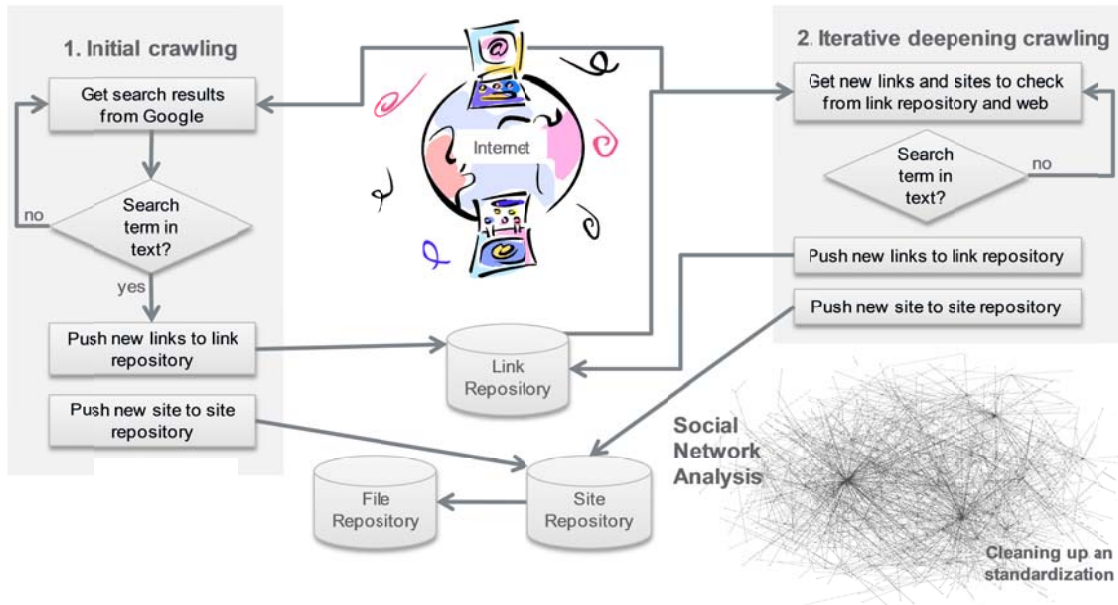 1. Initial crawling
Get search results
from Google
no
Search
term in
text?
yes
Push new links to link
repository
Push new site to site
repository
@
Internet
Link
Repository
File
Repository
Site
Repository
2. Iterative deepening crawling
Get new links and sites to check
from link repository and web
Search
term in
text?
no
Push new links to link repository
Push new site to site repository
Social
Network
Analysis
Cleaning up an
standardization